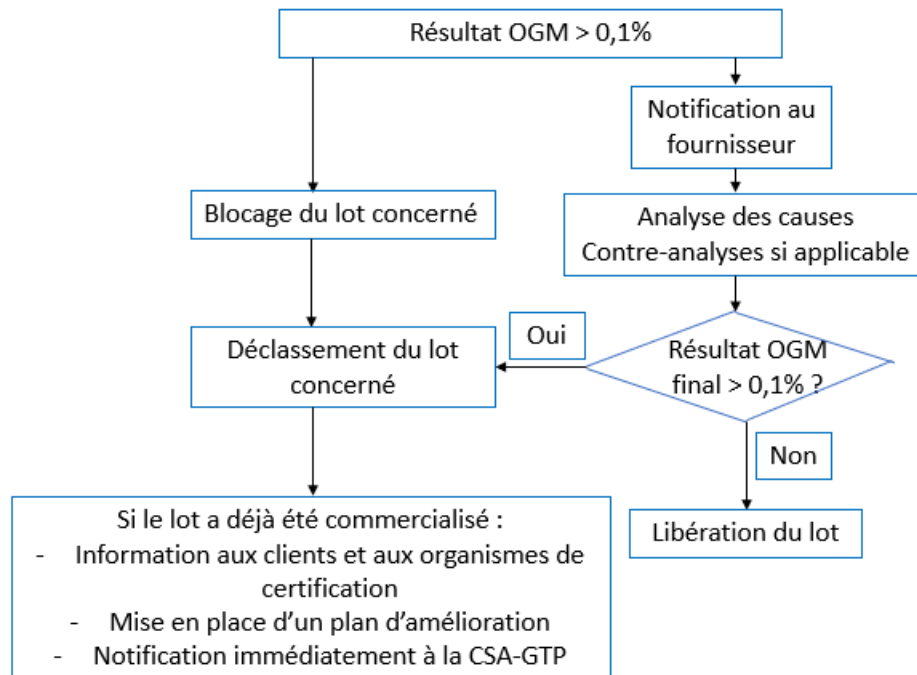 Résultat OGM > 0,1%
Notification au
fournisseur
Blocage du lot concerné
Analyse des causes
Contre-analyses si applicable
Oui
Déclassement du lot
concerné
Résultat OGM
final > 0,1% ?
Non
Si le lot a déjà été commercialisé :
- Information aux clients et aux organismes de
certification
- Mise en place d'un plan d'amélioration
- Notification immédiatement à la CSA-GTP
Libération du lot